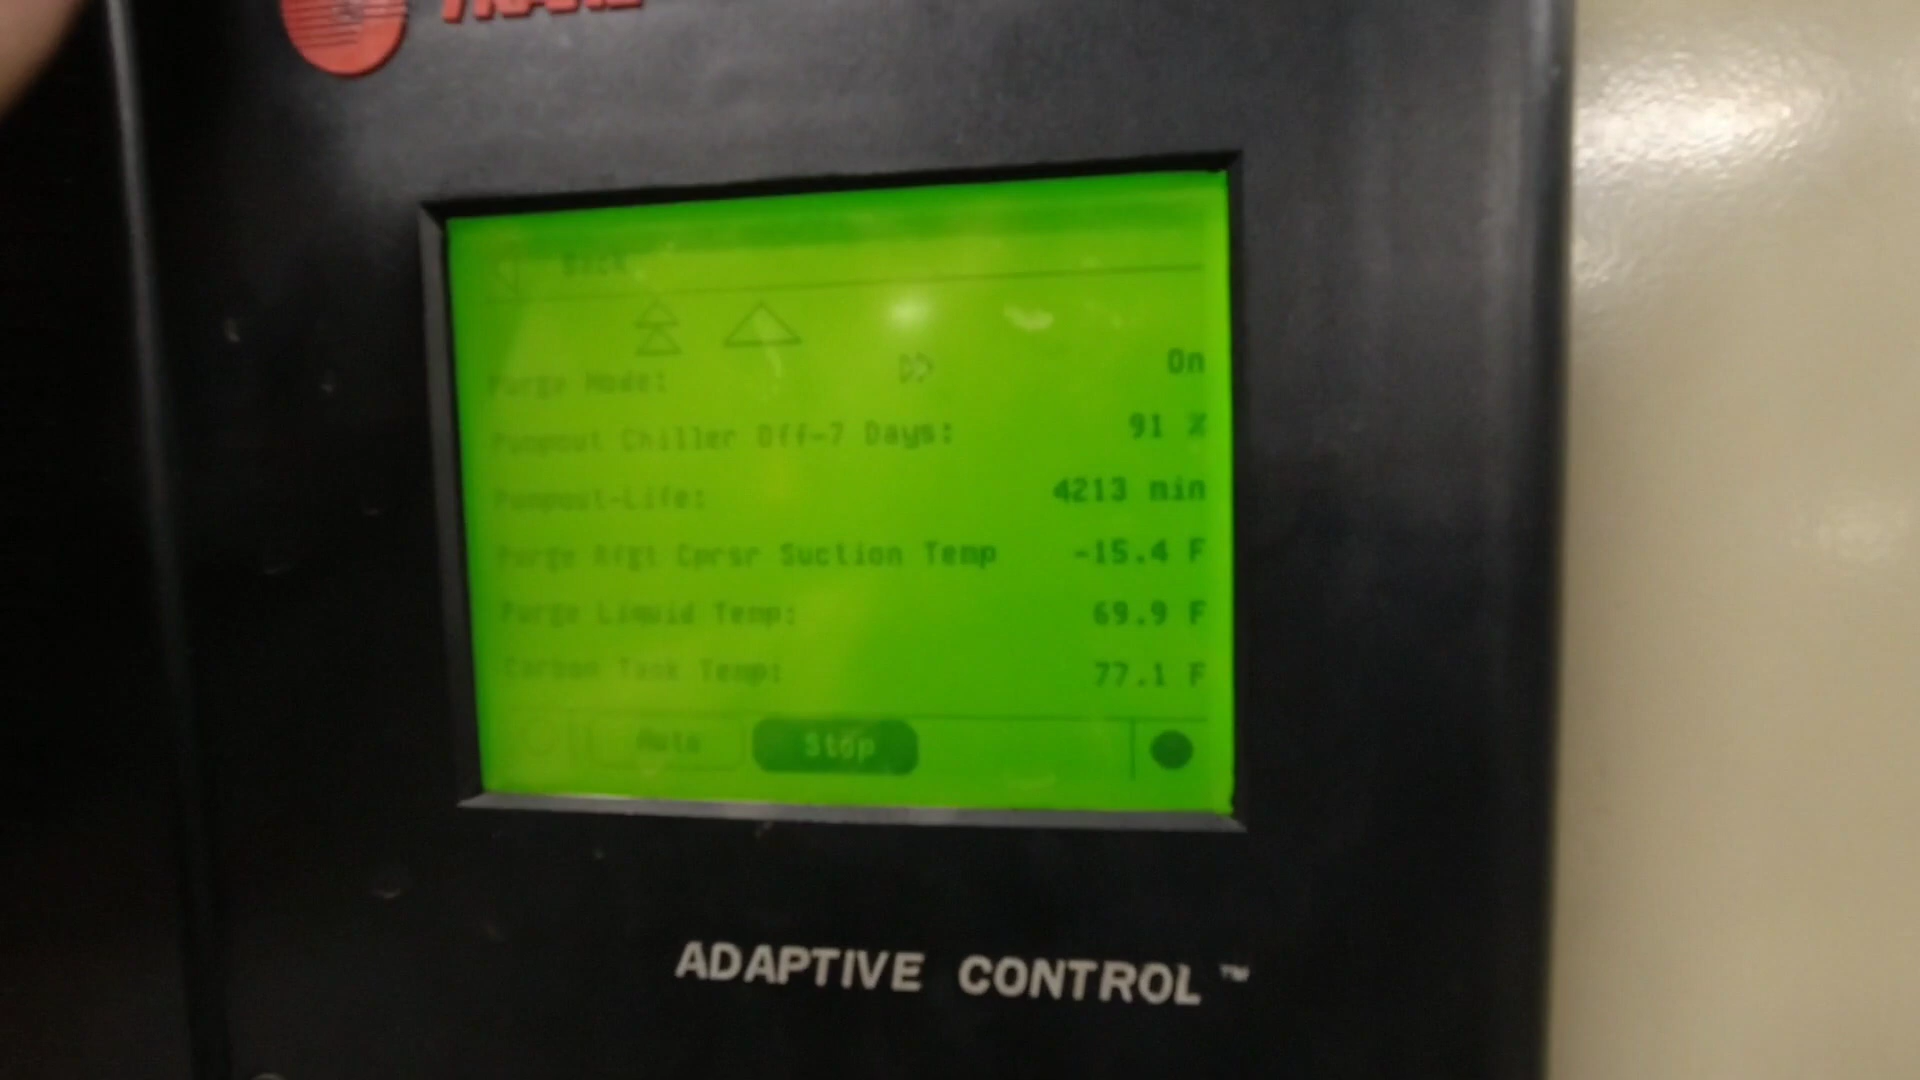 TRANE
Back
Purge Mode: On
Pumpout Chiller Off-7 Days: 91 %
Pumpout-Life: 4213 min
Purge Rfgt Cprsr Suction Temp -15.4 F
Purge Liquid Temp: 69.9 F
Carbon Tank Temp: 77.1 F
Auto Stop
ADAPTIVE CONTROL™